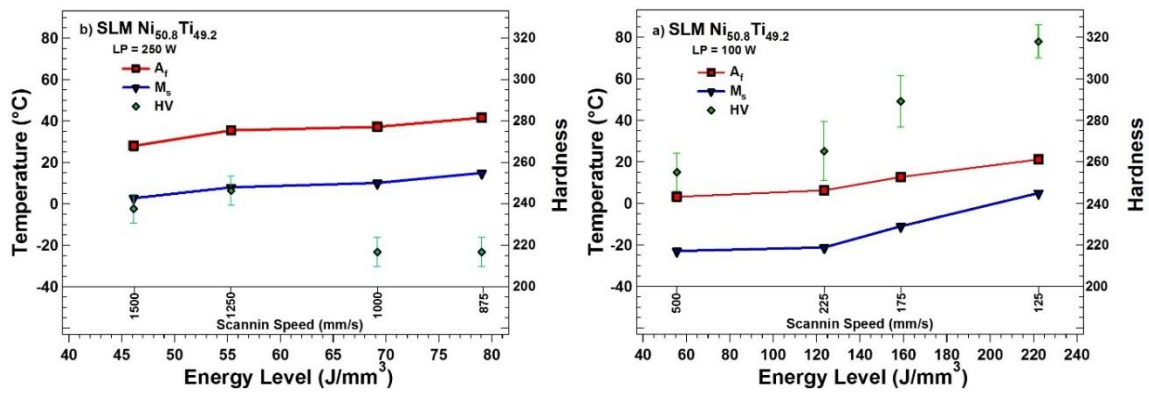 b) SLM Ni50.8Ti49.2
LP = 250 W
Af
Ms
HV
80
60
40
20
0
-20
-40
Temperature (°C)
320
300
280
260
240
220
200
Hardness
1500
1250
1000
875
Scannin Speed (mm/s)
40 45 50 55 60 65 70 75 80
Energy Level (J/mm3)
a) SLM Ni50.8Ti49.2
LP = 100 W
Af
Ms
HV
80
60
40
20
0
-20
-40
Temperature (°C)
320
300
280
260
240
220
200
Hardness
500
225
175
125
Scannin Speed (mm/s)
40 60 80 100 120 140 160 180 200 220 240
Energy Level (J/mm3)